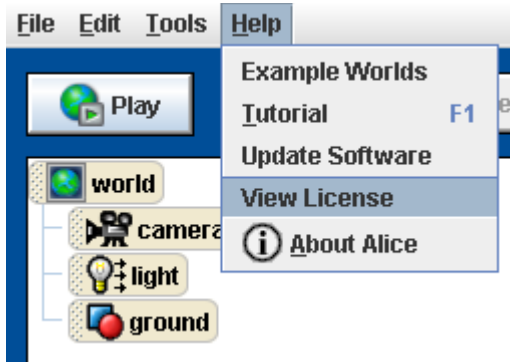 File Edit Tools Help
Example Worlds
Play
Tutorial F1
Update Software
world
View License
camera
About Alice
light
ground